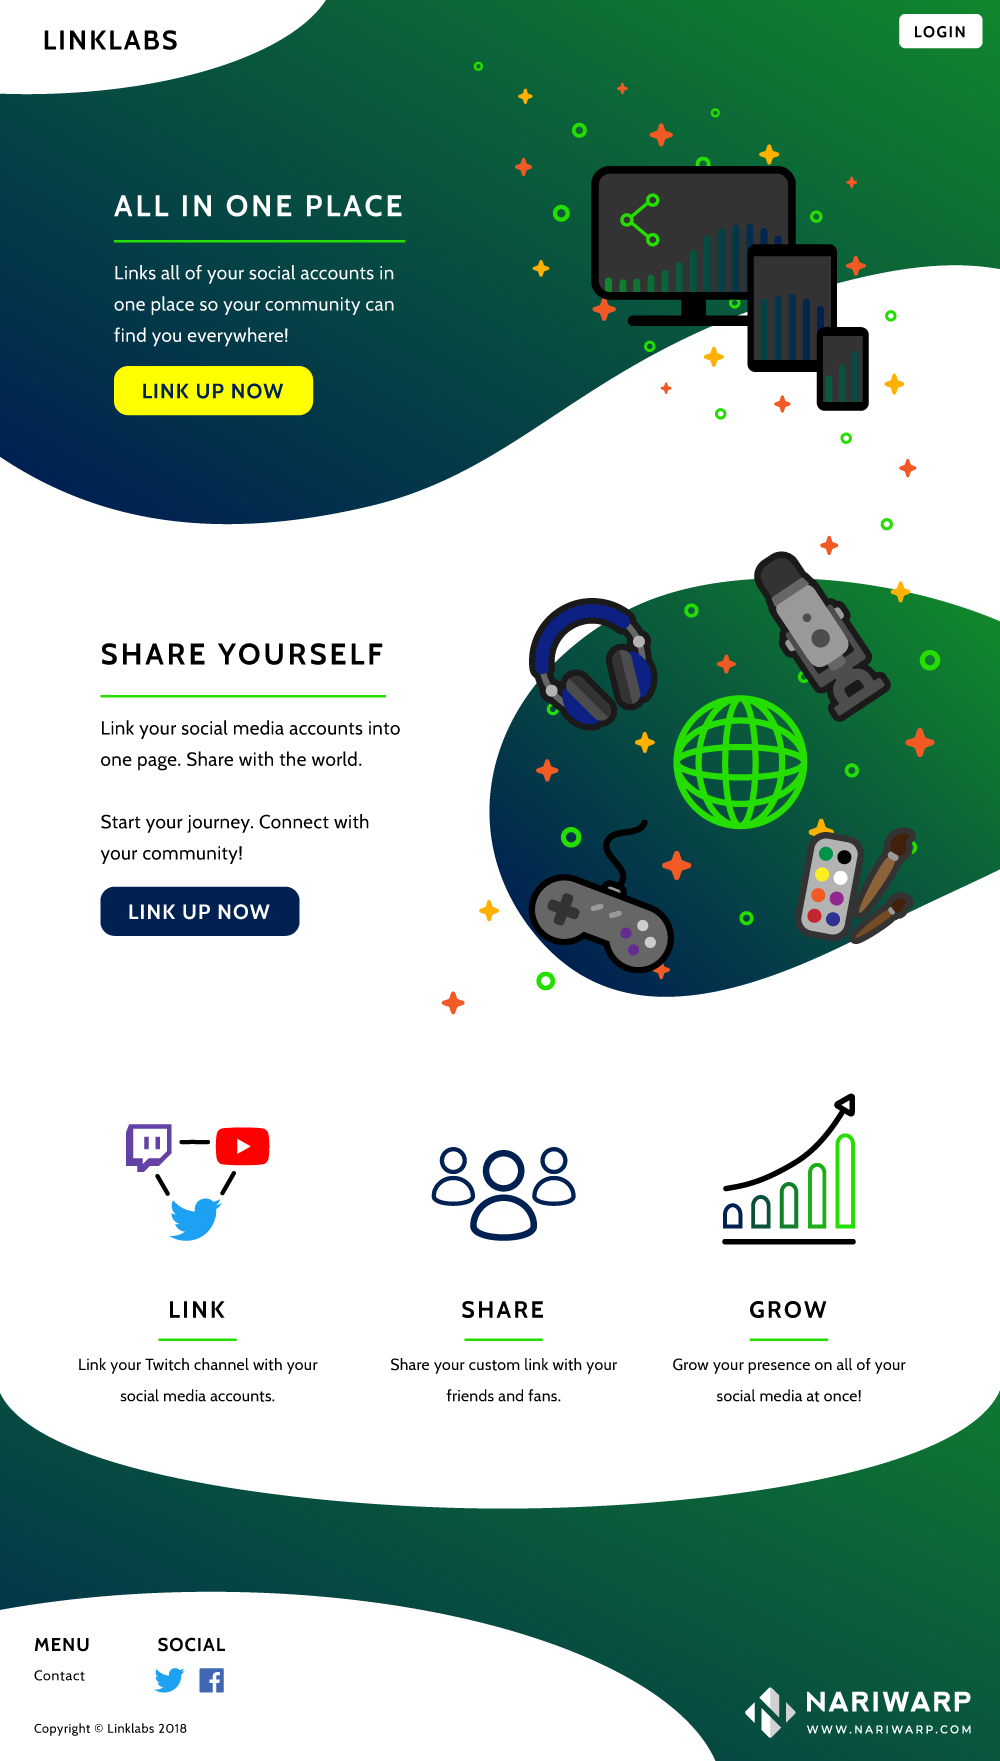 LINKLABS
LOGIN
ALL IN ONE PLACE
Links all of your social accounts in
one place so your community can
find you everywhere!
LINK UP NOW
SHARE YOURSELF
Link your social media accounts into
one page. Share with the world.
Start your journey. Connect with
your community!
LINK UP NOW
LINK
Link your Twitch channel with your
social media accounts.
SHARE
Share your custom link with your
friends and fans.
GROW
Grow your presence on all of your
social media at once!
MENU
Contact
SOCIAL
Copyright © Linklabs 2018
NARIWARP
WWW.NARIWARP.COM